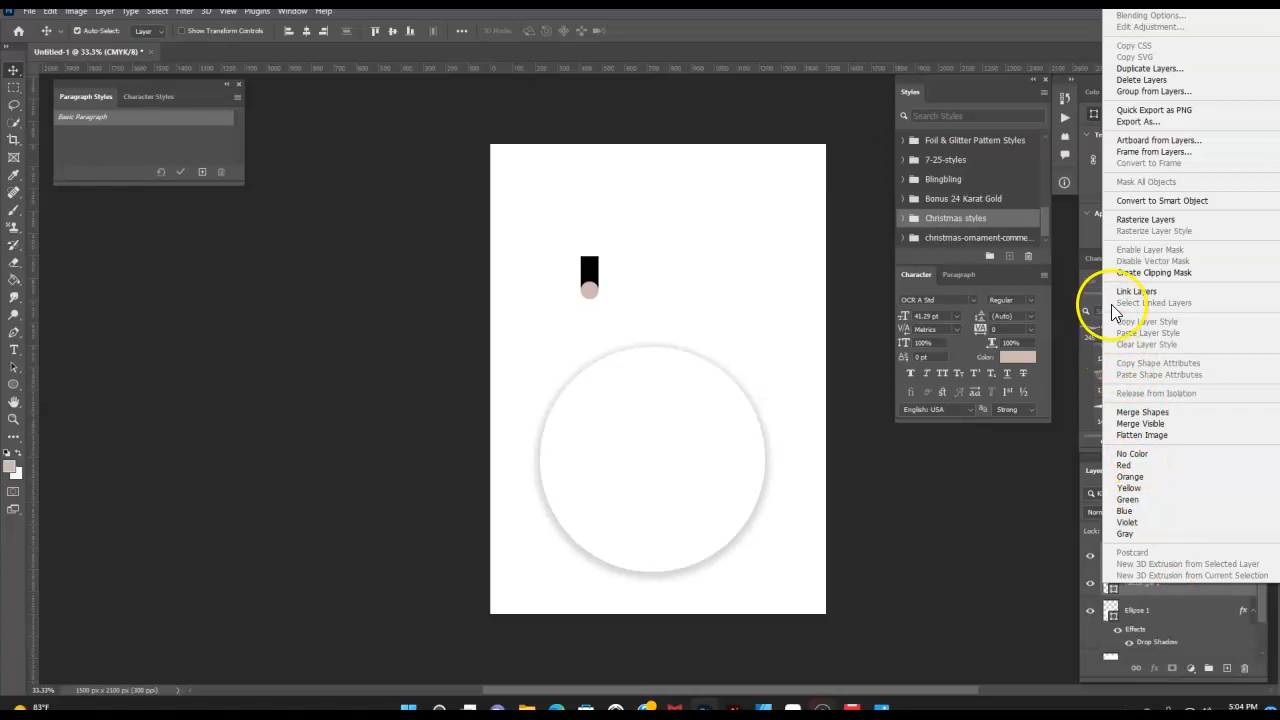 File Edit Image Layer Type Select Filter 3D View Plugins Window Help
Auto-Select: Layer Show Transform Controls 3D Mode:
Untitled-1 @ 33.3% (CMYK/8) *
Paragraph Styles Character Styles
Basic Paragraph
Styles
Search Styles
Foil & Glitter Pattern Styles
7-25-styles
Blingbling
Bonus 24 Karat Gold
Christmas styles
christmas-ornament-comme...
Character Paragraph
OCR A Std Regular
41.29 pt (Auto)
Metrics 0
100% 100%
0 pt Color:
English: USA Strong
Blending Options...
Edit Adjustment...
Copy CSS
Copy SVG
Duplicate Layers...
Delete Layers
Group from Layers...
Quick Export as PNG
Export As...
Artboard from Layers...
Frame from Layers...
Convert to Frame
Mask All Objects
Convert to Smart Object
Rasterize Layers
Rasterize Layer Style
Enable Layer Mask
Disable Vector Mask
Create Clipping Mask
Link Layers
Select Linked Layers
Copy Layer Style
Paste Layer Style
Clear Layer Style
Copy Shape Attributes
Paste Shape Attributes
Release from Isolation
Merge Shapes
Merge Visible
Flatten Image
No Color
Red
Orange
Yellow
Green
Blue
Violet
Gray
Postcard
New 3D Extrusion from Selected Layer
New 3D Extrusion from Current Selection
Ellipse 1 fx
Effects
Drop Shadow
33.33% 1500 px x 2100 px (300 ppi)
83°F
5:04 PM